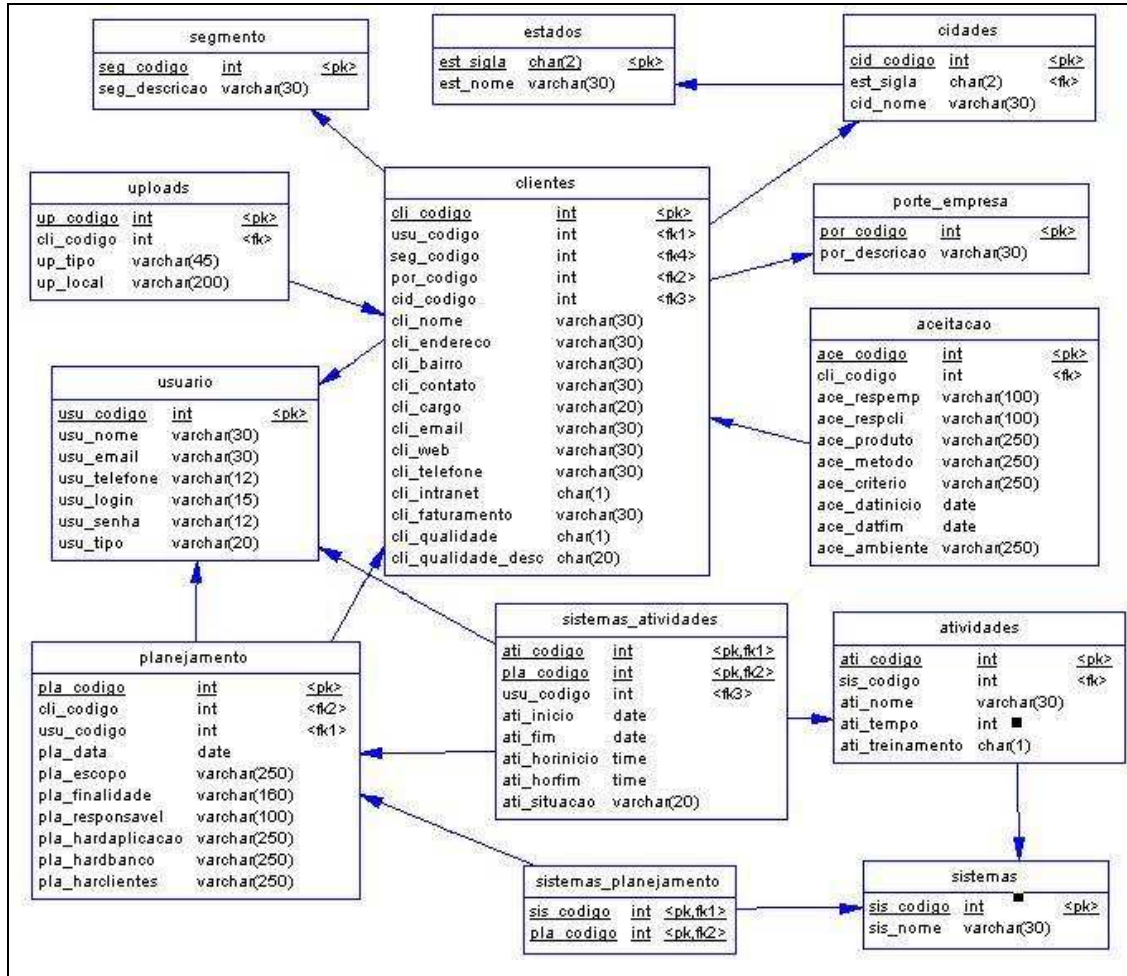 segmento
seg_codigo int <pk>
seg_descricao varchar(30)
estados
est_sigla char(2) <pk>
est_nome varchar(30)
cidades
cid_codigo int <pk>
est_sigla char(2) <fk>
cid_nome varchar(30)
uploads
up_codigo int <pk>
cli_codigo int <fk>
up_tipo varchar(45)
up_local varchar(200)
clientes
cli_codigo int <pk>
usu_codigo int <fk1>
seg_codigo int <fk4>
por_codigo int <fk2>
cid_codigo int <fk3>
cli_nome varchar(30)
cli_endereco varchar(30)
cli_bairro varchar(30)
cli_contato varchar(30)
cli_cargo varchar(20)
cli_email varchar(30)
cli_web varchar(30)
cli_telefone varchar(30)
cli_intranet char(1)
cli_faturamento varchar(30)
cli_qualidade char(1)
cli_qualidade_desc char(20)
porte_empresa
por_codigo int <pk>
por_descricao varchar(30)
aceitacao
ace_codigo int <pk>
cli_codigo int <fk>
ace_respemp varchar(100)
ace_respcli varchar(100)
ace_produto varchar(250)
ace_metodo varchar(250)
ace_criterio varchar(250)
ace_datinicio date
ace_datfim date
ace_ambiente varchar(250)
usuario
usu_codigo int <pk>
usu_nome varchar(30)
usu_email varchar(30)
usu_telefone varchar(12)
usu_login varchar(15)
usu_senha varchar(12)
usu_tipo varchar(20)
planejamento
pla_codigo int <pk>
cli_codigo int <fk2>
usu_codigo int <fk1>
pla_data date
pla_escopo varchar(250)
pla_finalidade varchar(160)
pla_responsavel varchar(100)
pla_hardaplicacao varchar(250)
pla_hardbanco varchar(250)
pla_harclientes varchar(250)
sistemas_atividades
ati_codigo int <pk,fk1>
pla_codigo int <pk,fk2>
usu_codigo int <fk3>
ati_inicio date
ati_fim date
ati_horinicio time
ati_horfim time
ati_situacao varchar(20)
atividades
ati_codigo int <pk>
sis_codigo int <fk>
ati_nome varchar(30)
ati_tempo int
ati_treinamento char(1)
sistemas_planejamento
sis_codigo int <pk,fk1>
pla_codigo int <pk,fk2>
sistemas
sis_codigo int <pk>
sis_nome varchar(30)